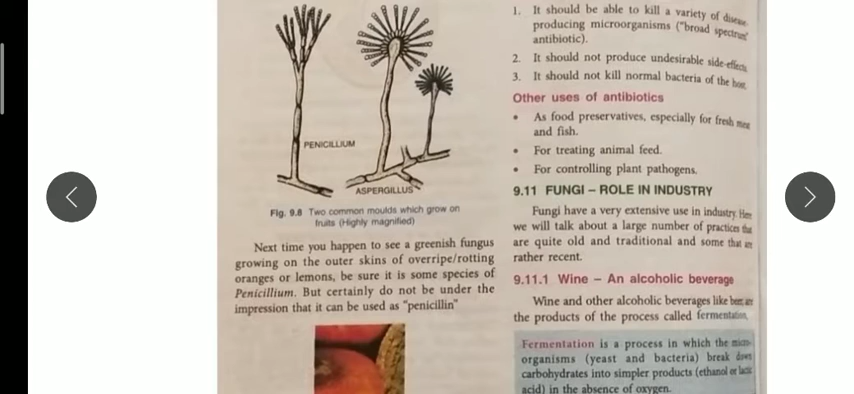 PENICILLIUM
ASPERGILLUS
Fig. 9.8 Two common moulds which grow on
fruits (Highly magnified)
Next time you happen to see a greenish fungus
growing on the outer skins of overripe/rotting
oranges or lemons, be sure it is some species of
Penicillium. But certainly do not be under the
impression that it can be used as "penicillin"
1. It should be able to kill a variety of disease
producing microorganisms ("broad spectrum"
antibiotic).
2. It should not produce undesirable side-effects
3. It should not kill normal bacteria of the host
Other uses of antibiotics
• As food preservatives, especially for fresh meat
and fish.
• For treating animal feed.
• For controlling plant pathogens.
9.11 FUNGI – ROLE IN INDUSTRY
Fungi have a very extensive use in industry. Here
we will talk about a large number of practices that
are quite old and traditional and some that are
rather recent.
9.11.1 Wine – An alcoholic beverage
Wine and other alcoholic beverages like beer are
the products of the process called fermentation.
Fermentation is a process in which the micro-
organisms (yeast and bacteria) break down
carbohydrates into simpler products (ethanol or lactic
acid) in the absence of oxygen.